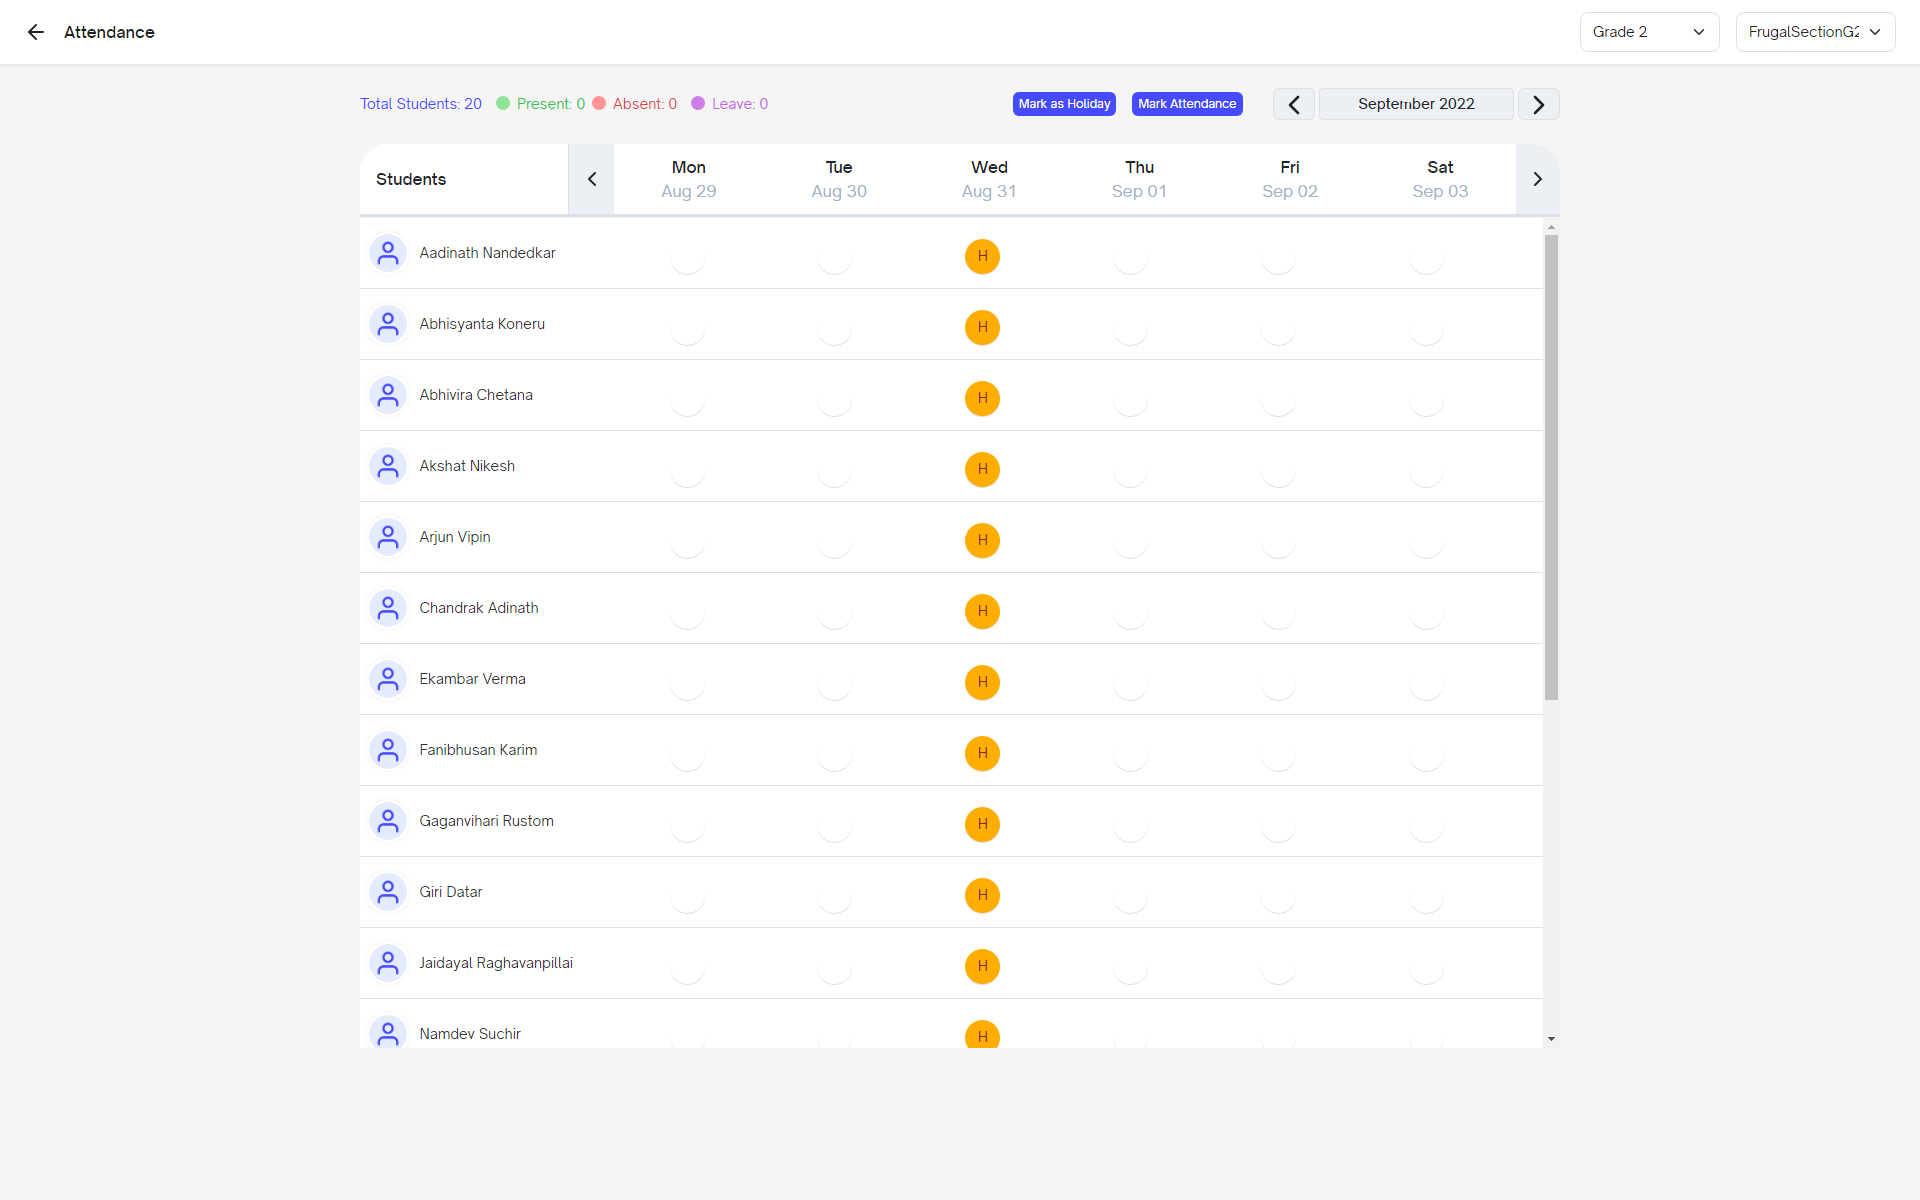 Attendance
Grade 2
FrugalSectionG2
Total Students: 20 Present: 0 Absent: 0 Leave: 0
Mark as Holiday
Mark Attendance
September 2022
Students
Mon Tue Wed Thu Fri Sat
Aug 29 Aug 30 Aug 31 Sep 01 Sep 02 Sep 03
Aadinath Nandedkar H
Abhisyanta Koneru H
Abhivira Chetana H
Akshat Nikesh H
Arjun Vipin H
Chandrak Adinath H
Ekambar Verma H
Fanibhusan Karim H
Gaganvihari Rustom H
Giri Datar H
Jaidayal Raghavanpillai H
Namdev Suchir H